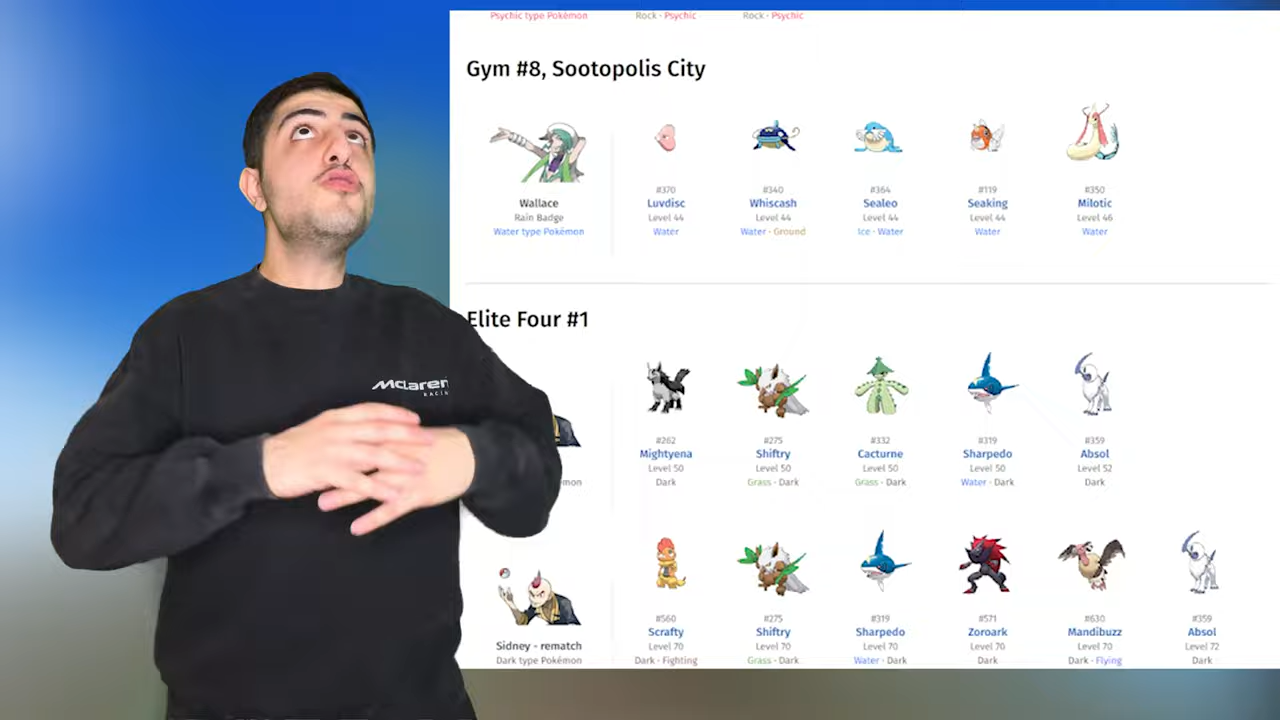 Psychic type Pokémon
Rock · Psychic
Rock · Psychic
Gym #8, Sootopolis City
Wallace
Rain Badge
Water type Pokémon
#370
Luvdisc
Level 44
Water
#340
Whiscash
Level 44
Water · Ground
#364
Sealeo
Level 44
Ice · Water
#119
Seaking
Level 44
Water
#350
Milotic
Level 46
Water
Elite Four #1
McLaren
RACIN
mon
#262
Mightyena
Level 50
Dark
#275
Shiftry
Level 50
Grass · Dark
#332
Cacturne
Level 50
Grass · Dark
#319
Sharpedo
Level 50
Water · Dark
#359
Absol
Level 52
Dark
Sidney - rematch
Dark type Pokémon
#560
Scrafty
Level 70
Dark · Fighting
#275
Shiftry
Level 70
Grass · Dark
#319
Sharpedo
Level 70
Water · Dark
#571
Zoroark
Level 70
Dark
#630
Mandibuzz
Level 70
Dark · Flying
#359
Absol
Level 72
Dark